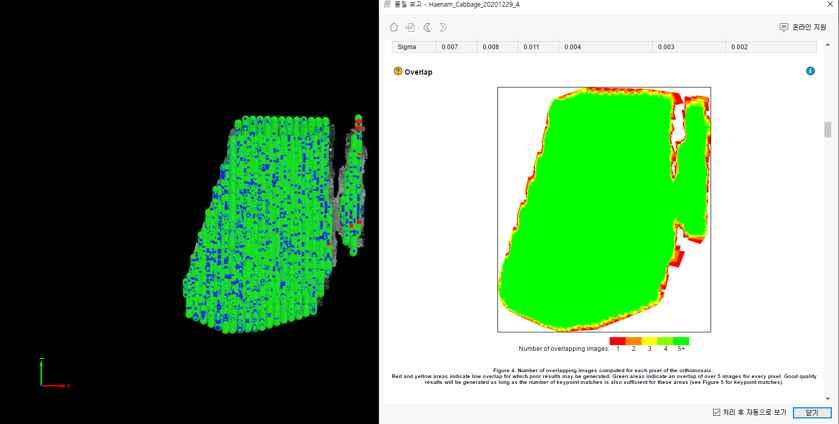 품질 보고 - Haenam_Cabbage_20201229_A
온라인 지원
Sigma 0.007 0.008 0.011 0.004 0.003 0.002
Overlap
Number of overlapping images: 1 2 3 4 5+
Figure 4. Number of overlapping images computed for each pixel of the orthomosaic.
Red and yellow areas indicate low overlap for which poor results may be generated. Green areas indicate an overlap of over 5 images for every pixel. Good quality
results will be generated as long as the number of keypoint matches is also sufficient for these areas (see Figure 5 for keypoint matches).
처리 후 자동으로 보기
닫기